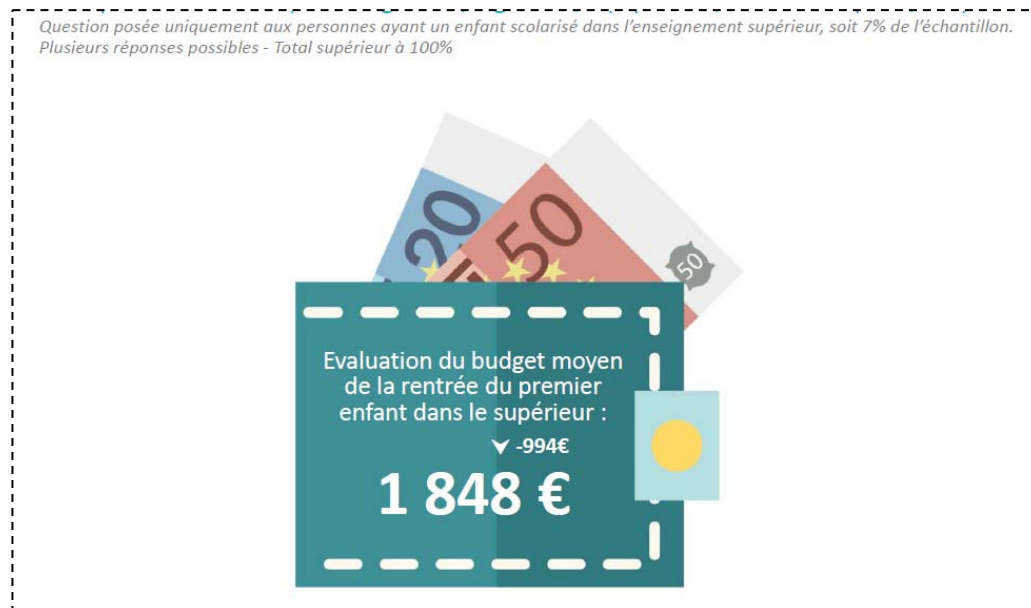 Question posée uniquement aux personnes ayant un enfant scolarisé dans l'enseignement supérieur, soit 7% de l'échantillon.
Plusieurs réponses possibles - Total supérieur à 100%
20
50
50
Evaluation du budget moyen
de la rentrée du premier
enfant dans le supérieur :
-994€
1 848 €